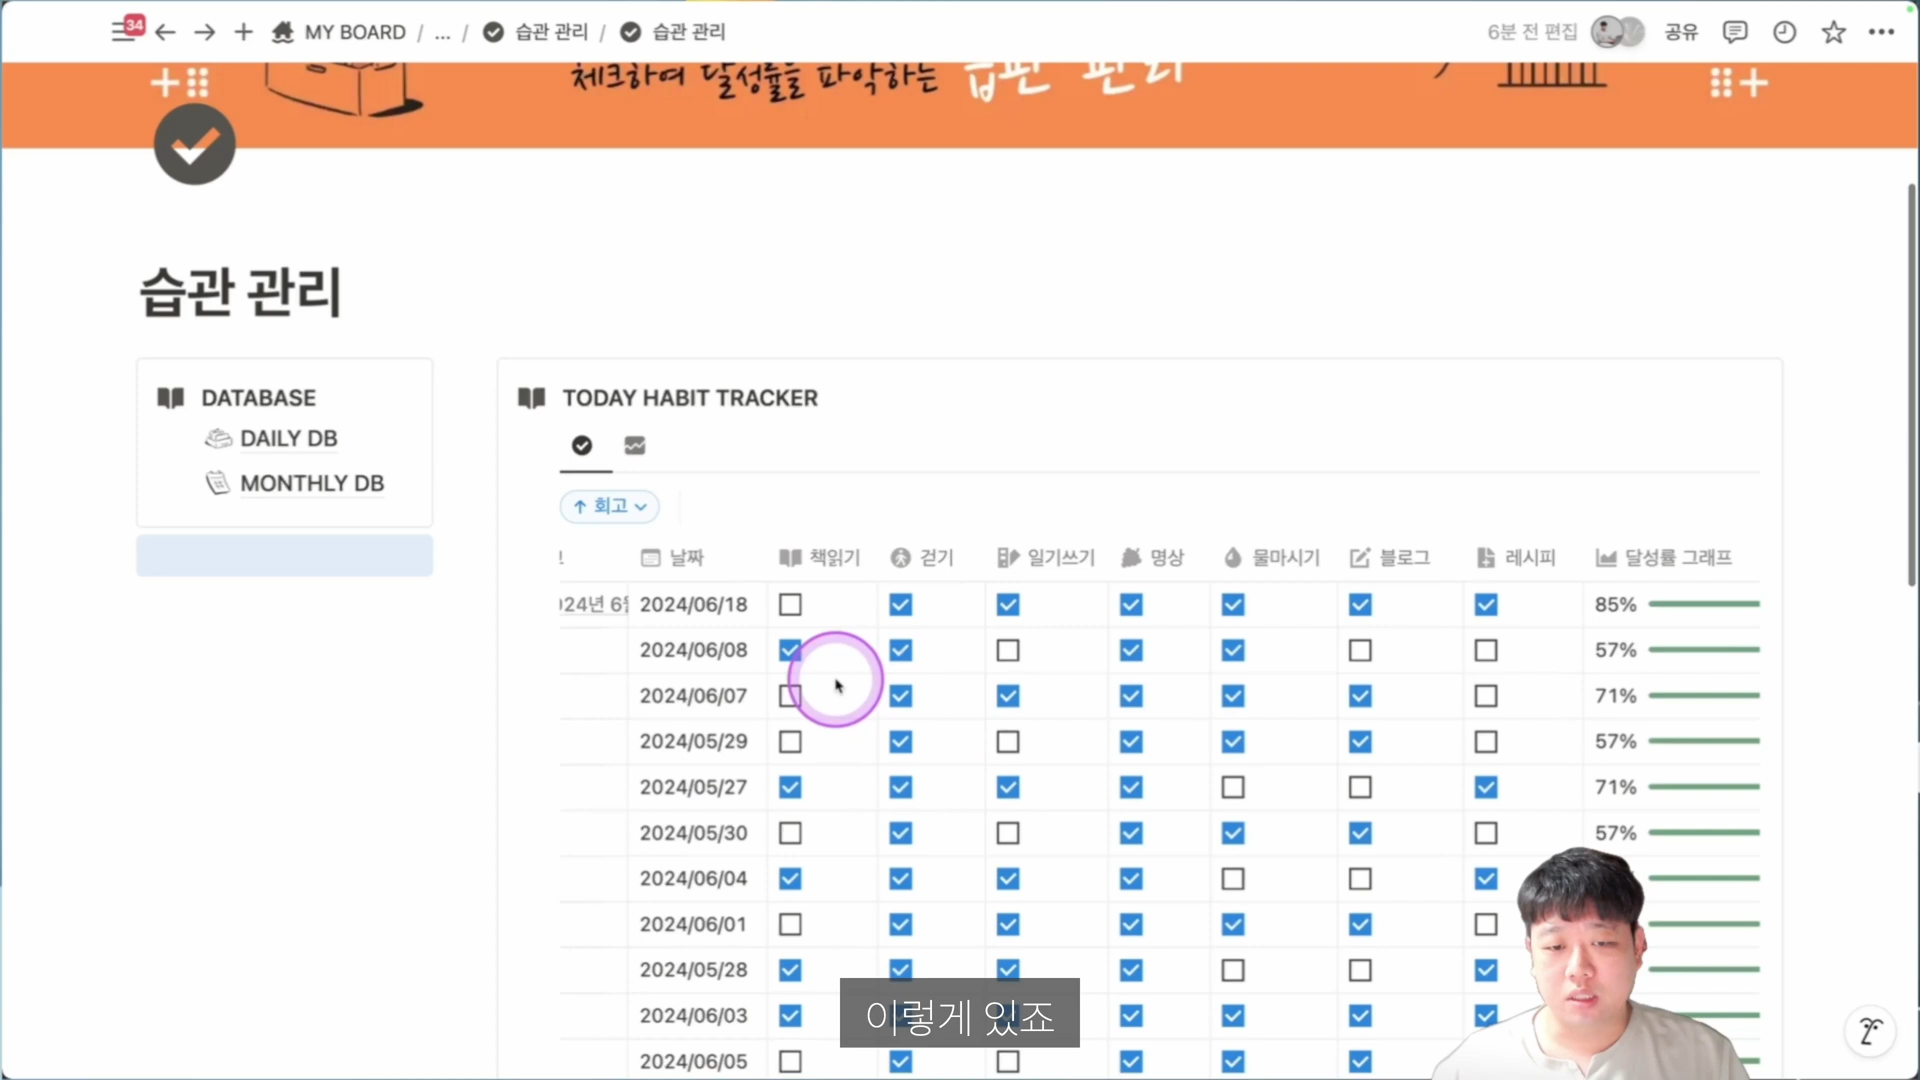 34
MY BOARD / ... / 습관 관리 / 습관 관리
6분 전 편집
공유
체크하여 달성률을 파악하는 습관 관리
습관 관리
DATABASE
DAILY DB
MONTHLY DB
TODAY HABIT TRACKER
↑ 회고
날짜 책읽기 걷기 일기쓰기 명상 물마시기 블로그 레시피 달성률 그래프
2024/06/18 85%
2024/06/08 57%
2024/06/07 71%
2024/05/29 57%
2024/05/27 71%
2024/05/30 57%
2024/06/04
2024/06/01
2024/05/28
2024/06/03
2024/06/05
이렇게 있죠